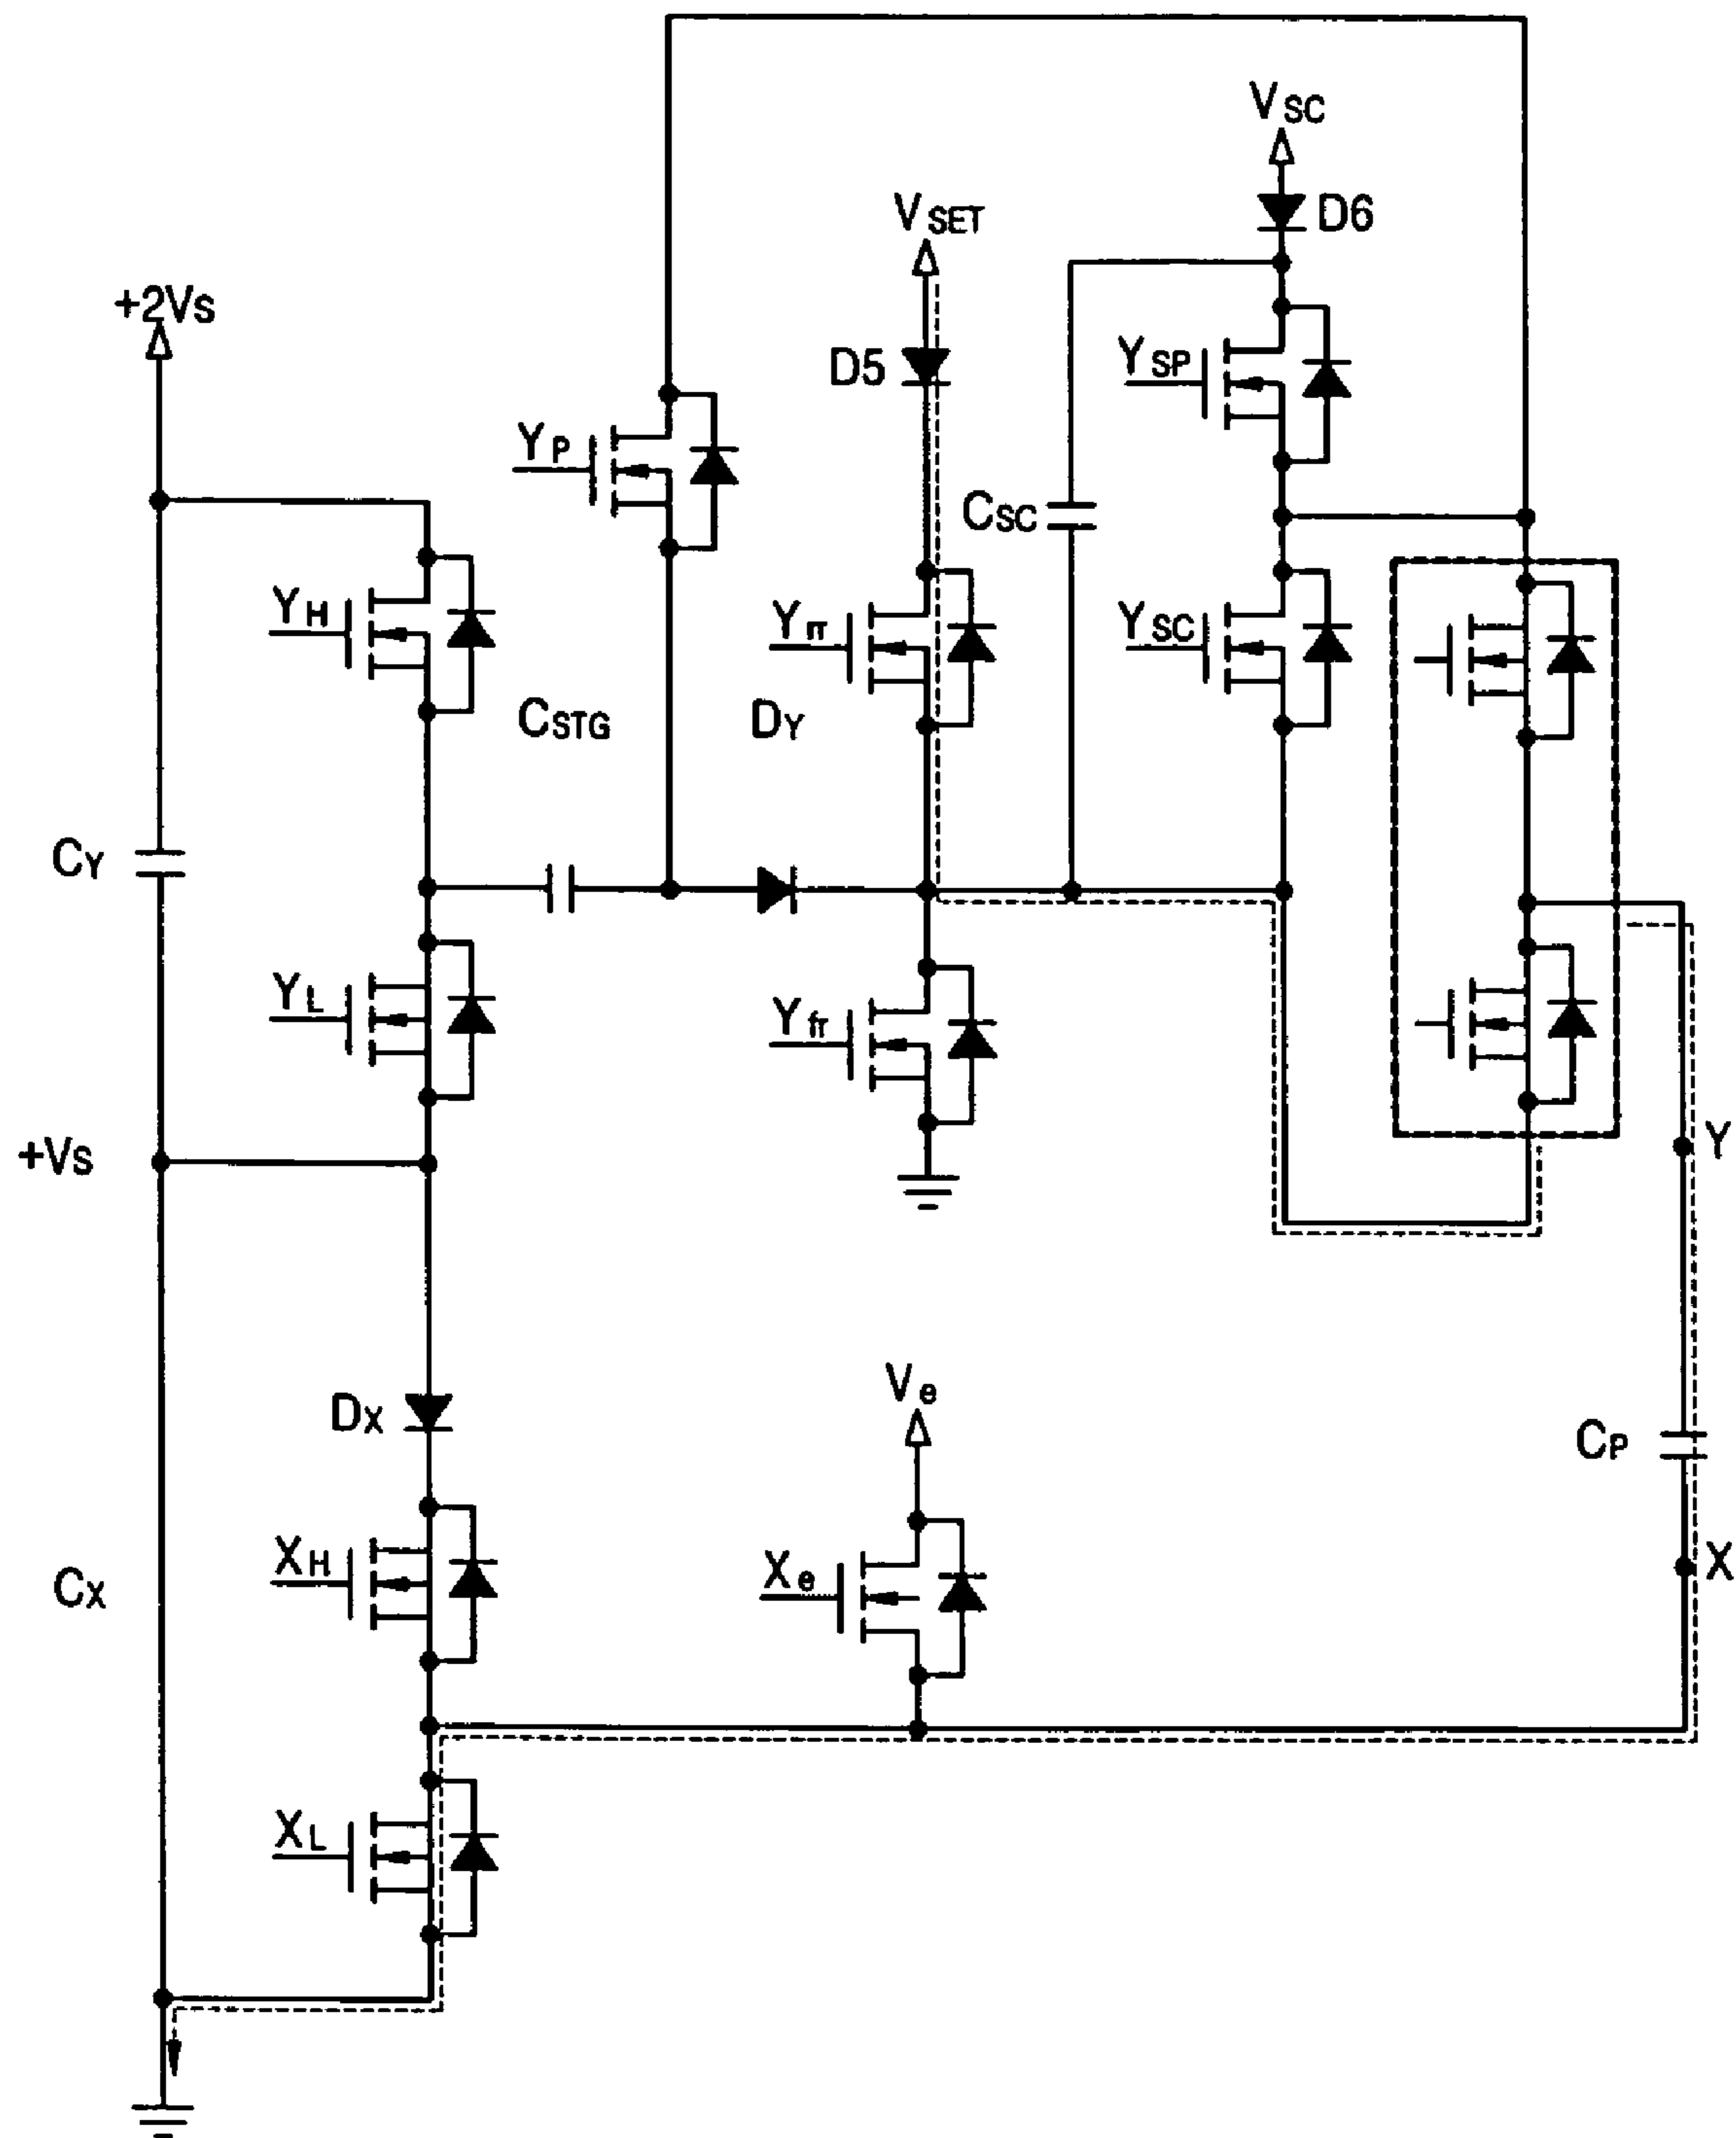 VSC
D6
VSET
+2Vs
D5
YSP
YP
CSC
YH
Yrr
YSC
CSTG
DY
CY
YL
Yfr
+Vs
Y
Ve
DX
CP
XH
Xe
X
CX
XL